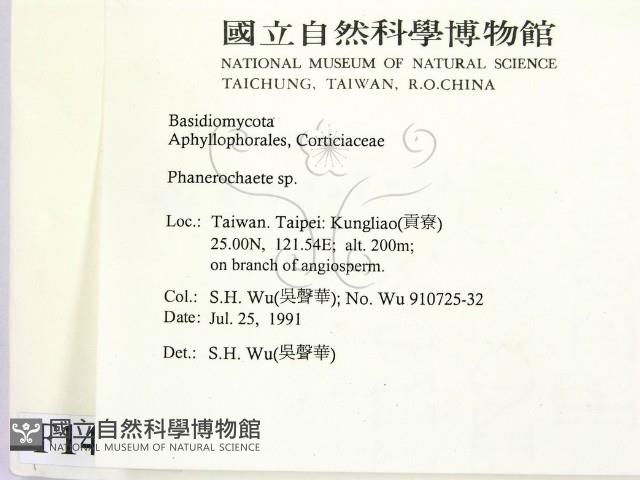 國立自然科學博物館
NATIONAL MUSEUM OF NATURAL SCIENCE
TAICHUNG, TAIWAN, R.O.CHINA
Basidiomycota
Aphyllophorales, Corticiaceae
Phanerochaete sp.
Loc.: Taiwan. Taipei: Kungliao(貢寮)
25.00N, 121.54E; alt. 200m;
on branch of angiosperm.
Col.: S.H. Wu(吳聲華); No. Wu 910725-32
Date: Jul. 25, 1991
Det.: S.H. Wu(吳聲華)
國立自然科學博物館
NATIONAL MUSEUM OF NATURAL SCIENCE